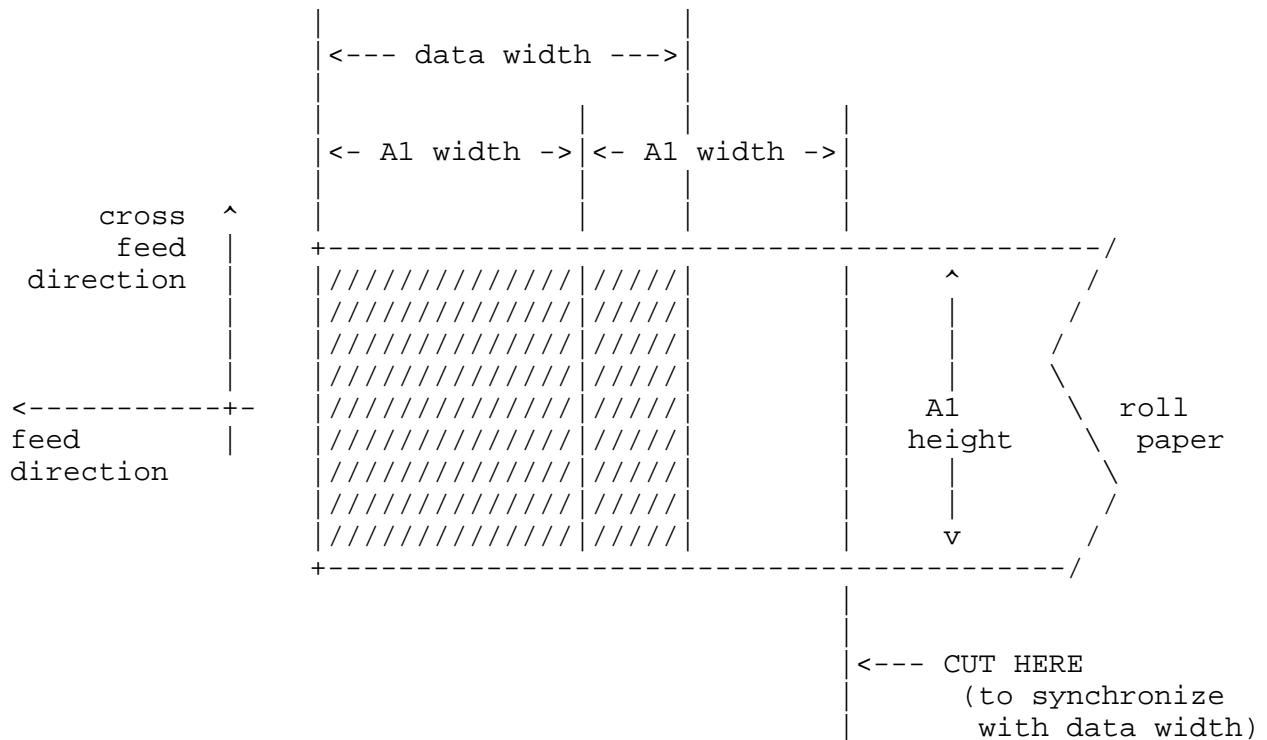 <--- data width --->
<- A1 width ->|<- A1 width ->
cross ^
feed
direction
^
<-----------+-
feed
direction
A1
height
v
roll
paper
<--- CUT HERE
(to synchronize
with data width)